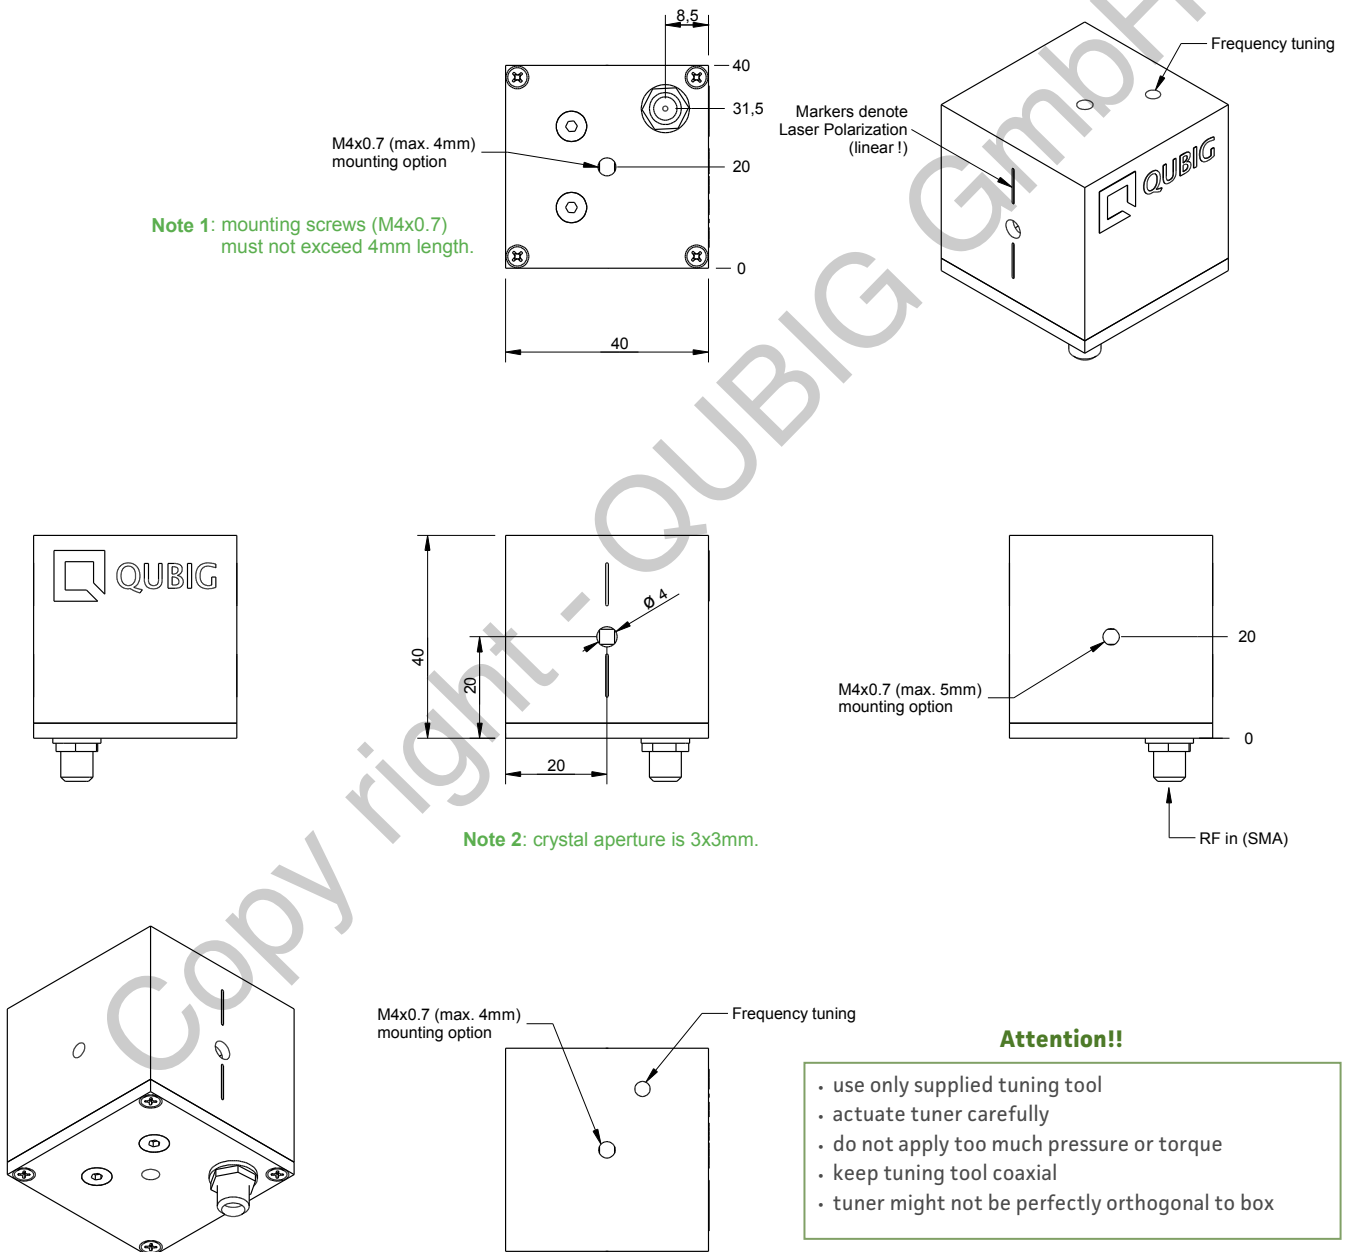 8,5
40
31,5
20
0
40
M4x0.7 (max. 4mm)
mounting option
Note 1: mounting screws (M4x0.7)
must not exceed 4mm length.
Frequency tuning
Markers denote
Laser Polarization
(linear !)
QUBIG
QUBIG
40
20
20
Ø 4
Note 2: crystal aperture is 3x3mm.
M4x0.7 (max. 5mm)
mounting option
20
0
RF in (SMA)
M4x0.7 (max. 4mm)
mounting option
Frequency tuning
Attention!!
· use only supplied tuning tool
· actuate tuner carefully
· do not apply too much pressure or torque
· keep tuning tool coaxial
· tuner might not be perfectly orthogonal to box
Copy right - QUBIG GmbH